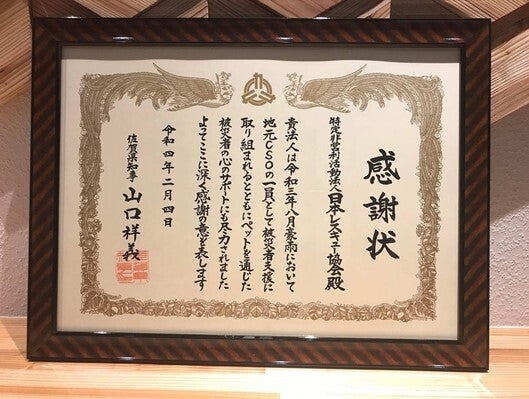 感謝状
特定非営利活動法人日本レスキュー協会殿
貴法人は令和三年八月豪雨において
地元CSOの一員として被災者支援に
取り組まれるとともにペットを通じた
被災者の心のサポートにも尽力されました
よってここに深く感謝の意を表します
令和四年二月四日
佐賀県知事 山口祥義